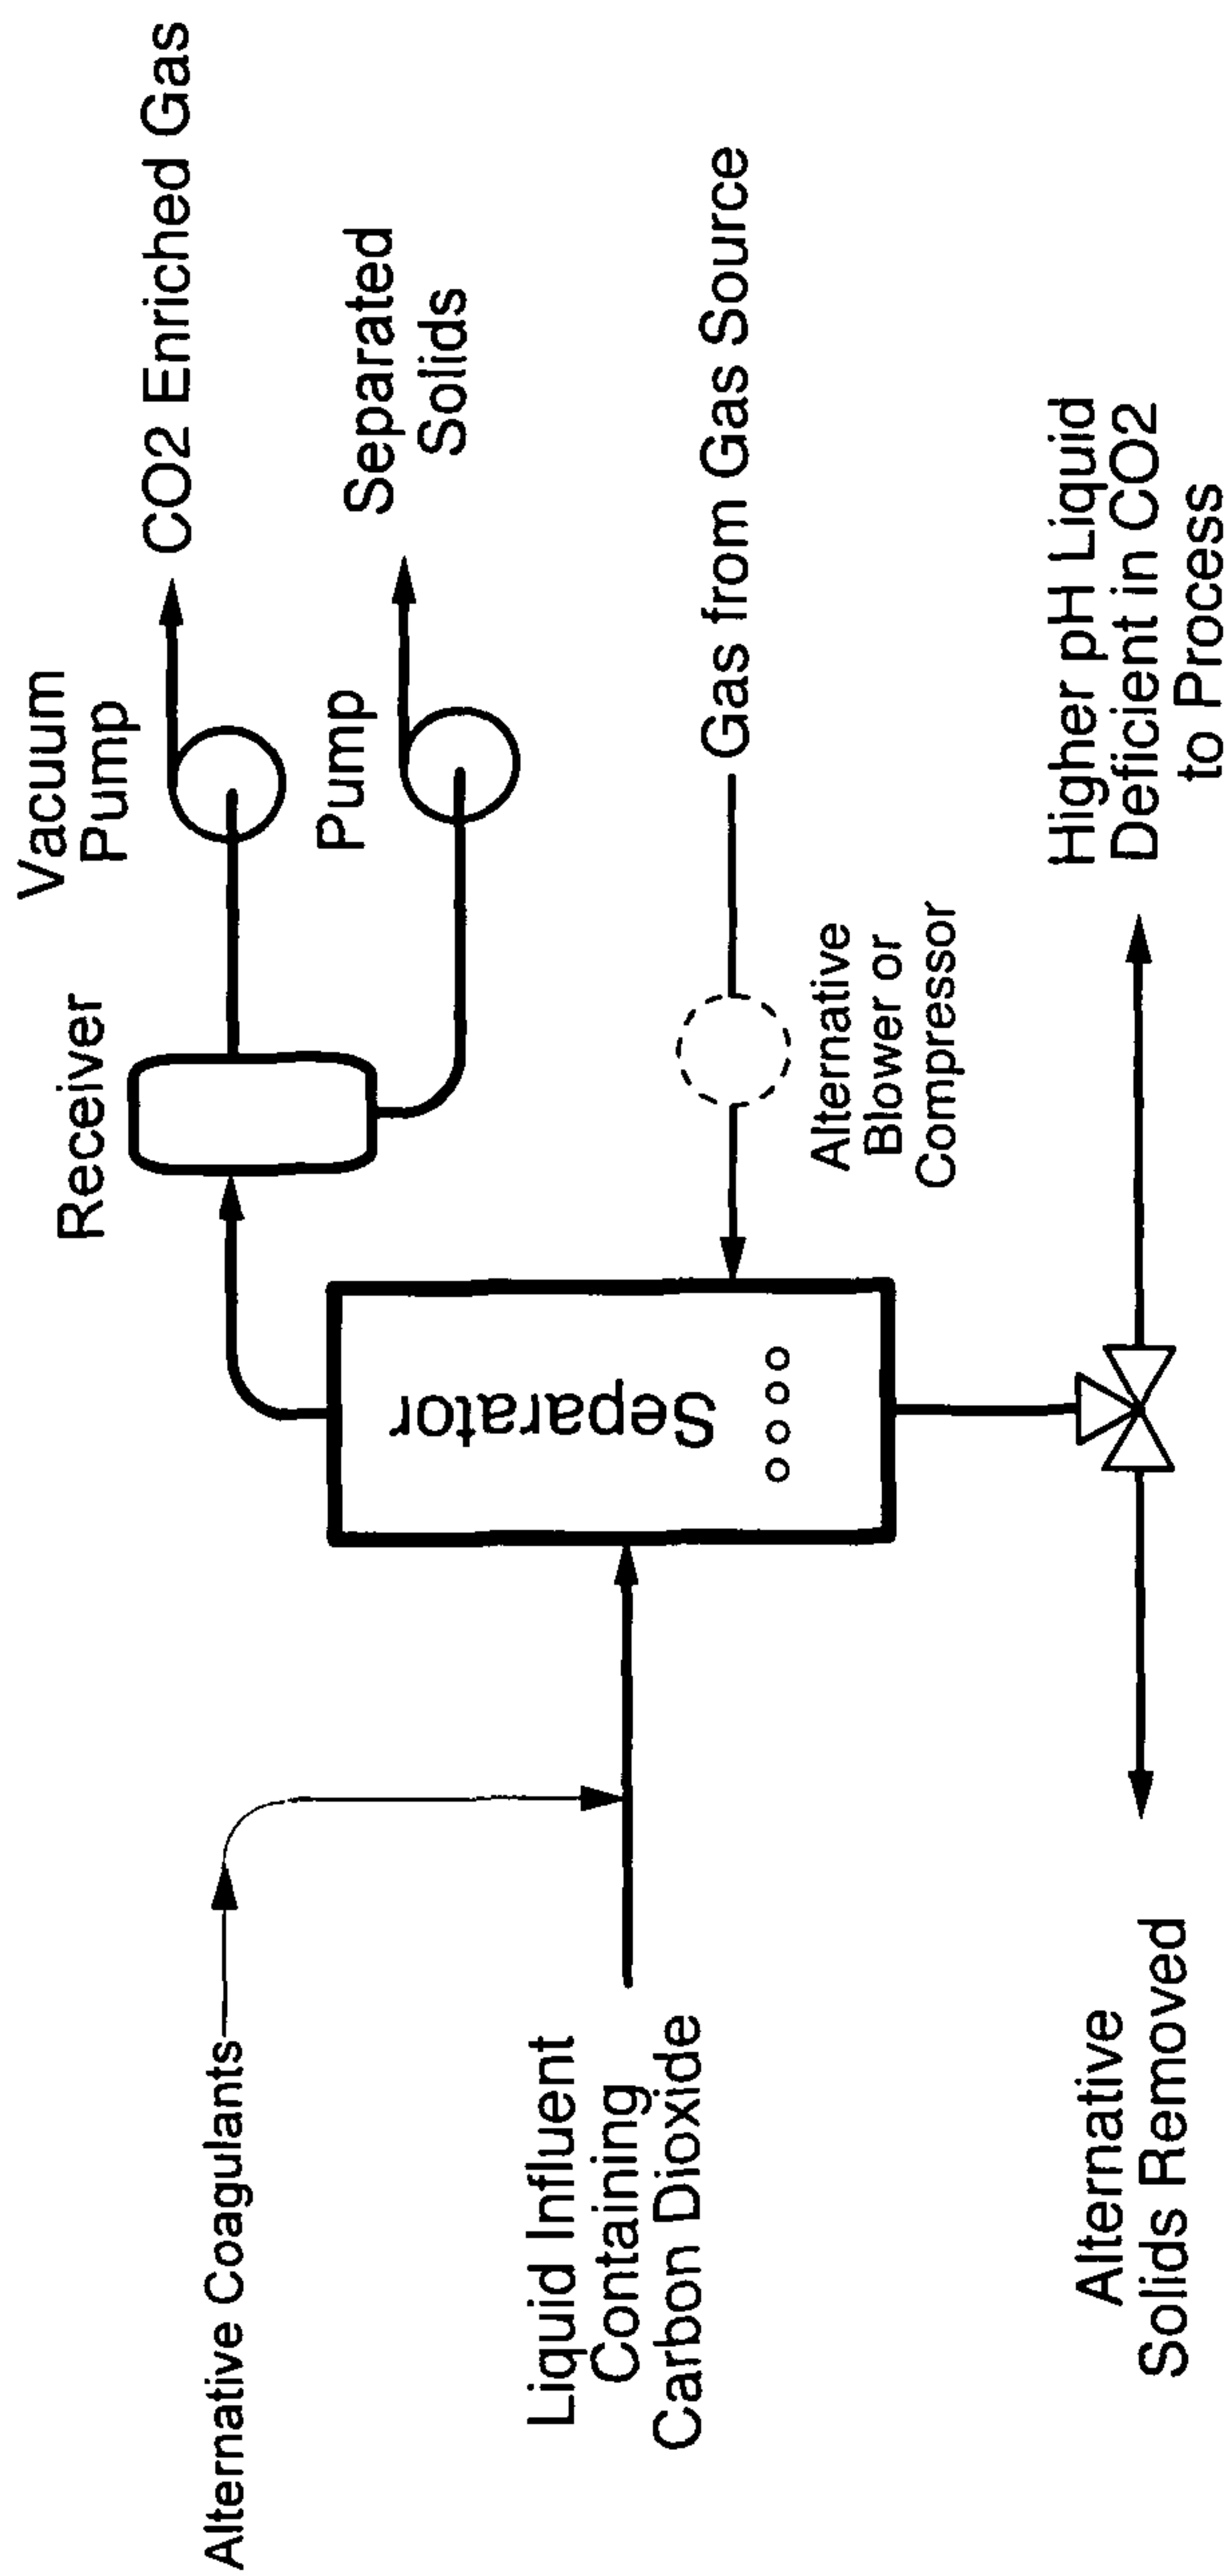 Vacuum
Pump
CO2 Enriched Gas
Receiver
Pump
Separated
Solids
Alternative Coagulants
Liquid Influent
Containing
Carbon Dioxide
Separator
Gas from Gas Source
Alternative
Blower or
Compressor
Alternative
Solids Removed
Higher pH Liquid
Deficient in CO2
to Process